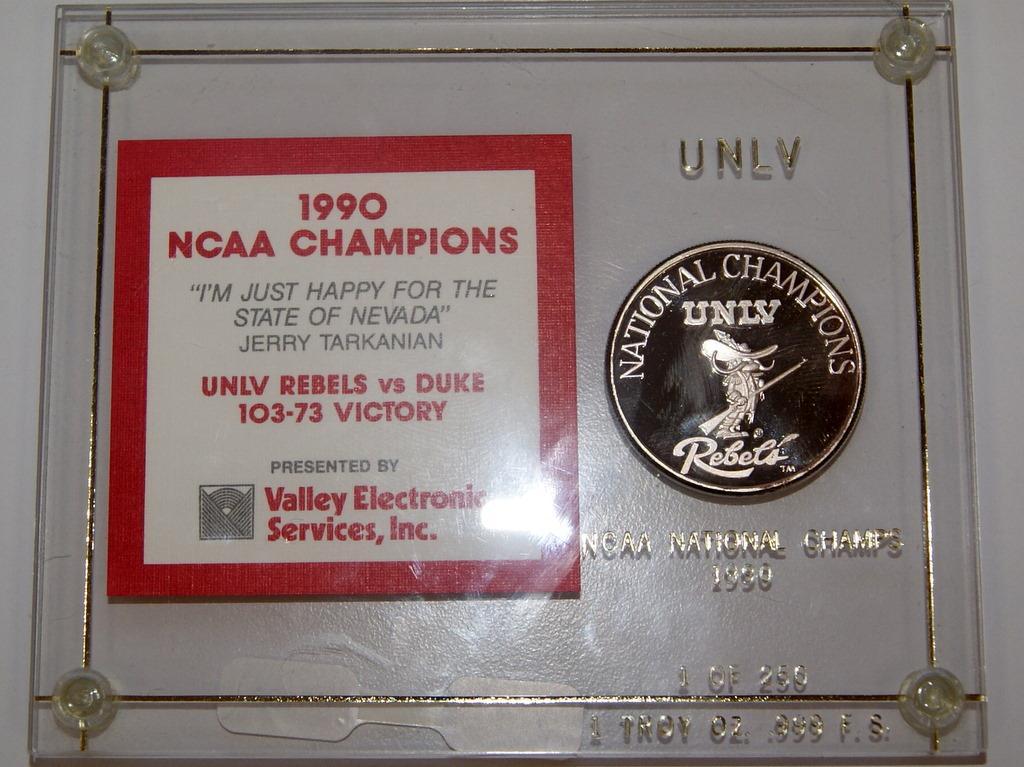 1990
NCAA CHAMPIONS
"I'M JUST HAPPY FOR THE
STATE OF NEVADA"
JERRY TARKANIAN
UNLV REBELS vs DUKE
103-73 VICTORY
PRESENTED BY
Valley Electronic
Services, Inc.
UNLV
NATIONAL CHAMPIONS
UNLV
®
Rebels
TM
NCAA NATIONAL CHAMPS
1990
1 OF 250
1 TROY OZ. .999 F.S.